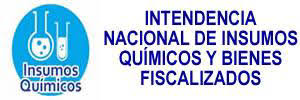 Insumos
Químicos
INTENDENCIA
NACIONAL DE INSUMOS
QUÍMICOS Y BIENES
FISCALIZADOS